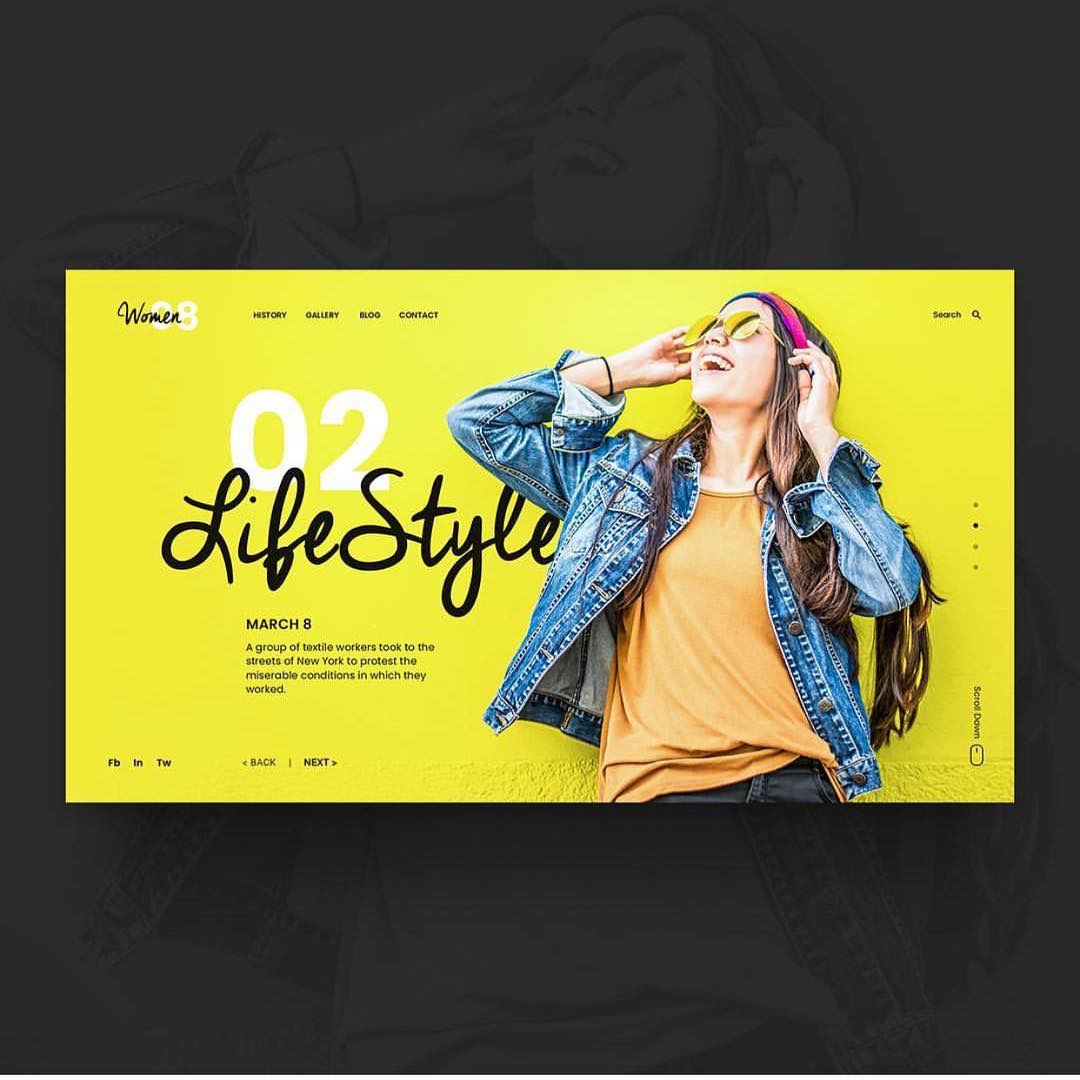 Women 08
HISTORY GALLERY BLOG CONTACT
Search
02
LifeStyle
MARCH 8
A group of textile workers took to the
streets of New York to protest the
miserable conditions in which they
worked.
Scroll Down
Fb In Tw
< BACK | NEXT >